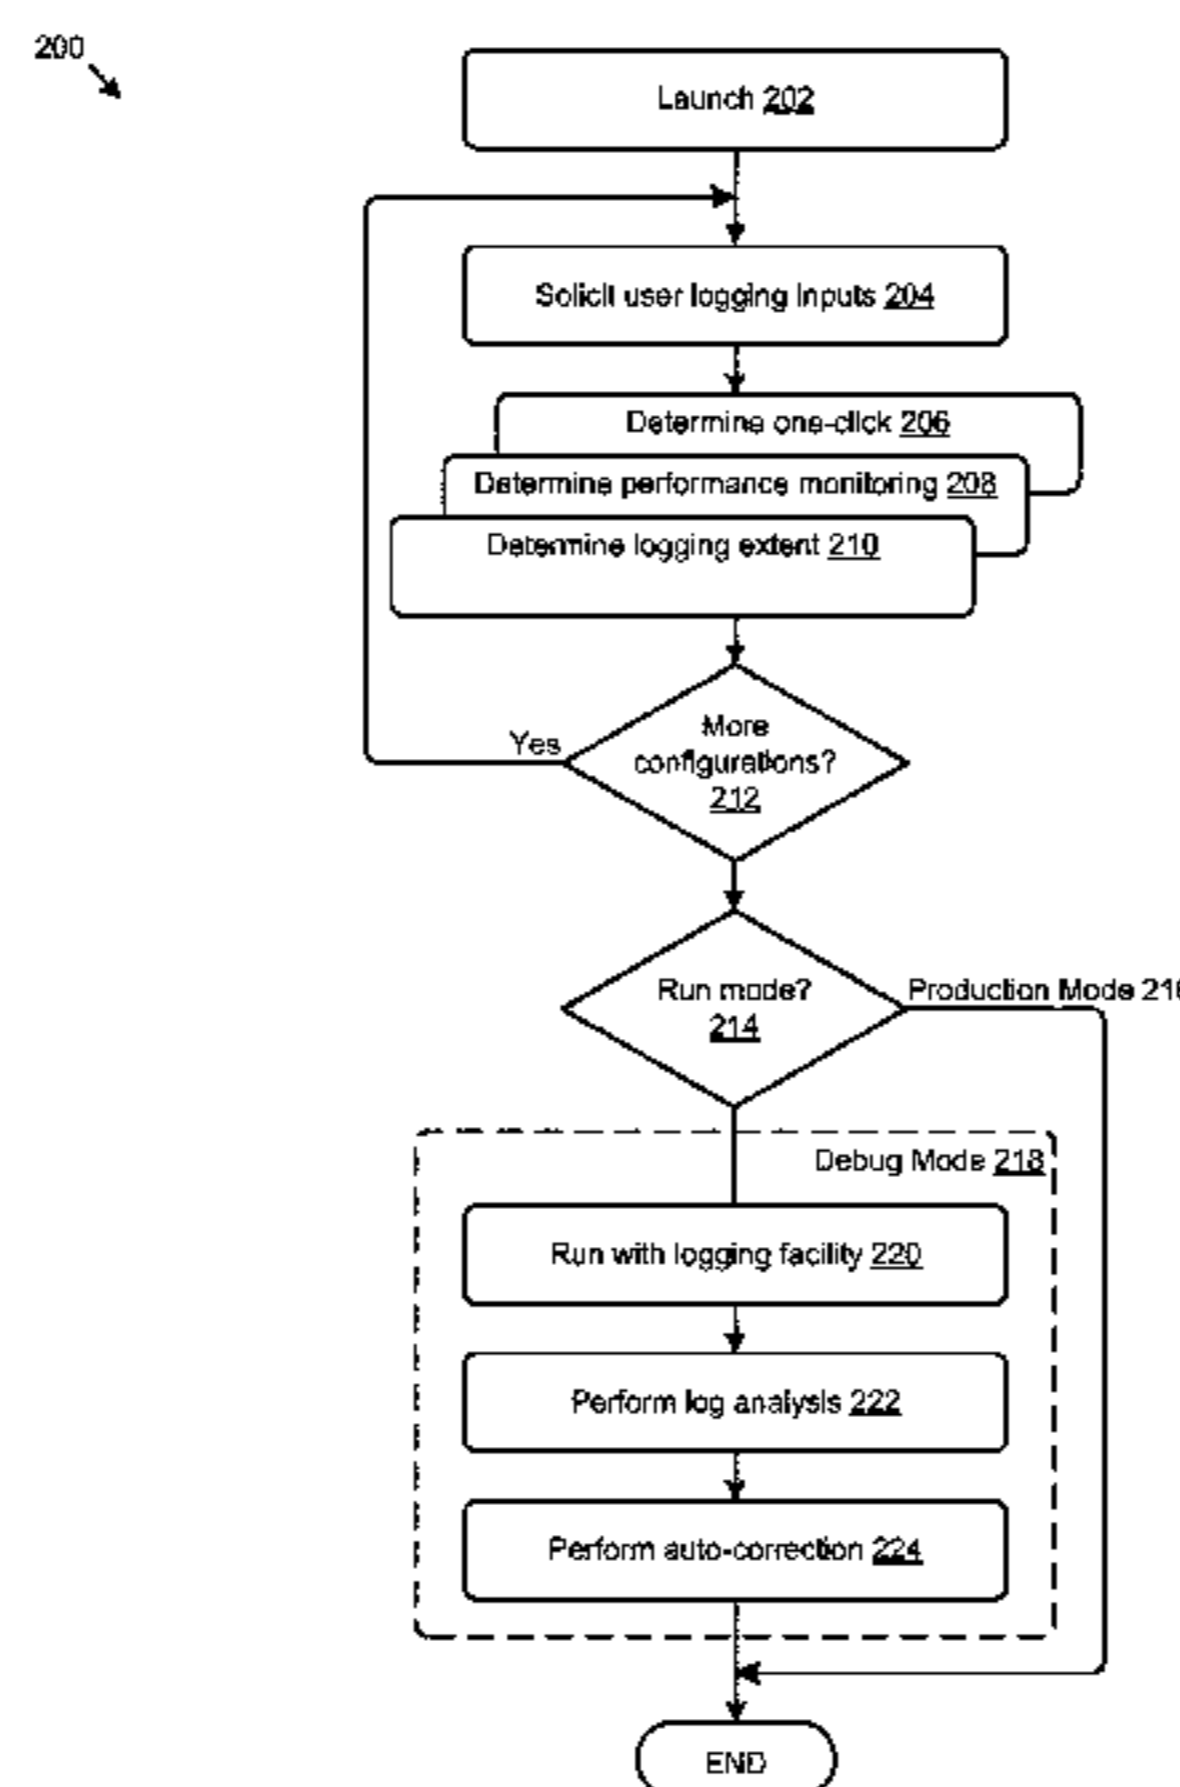 200
Launch 202
Solicit user logging inputs 204
Determine one-click 206
Determine performance monitoring 208
Determine logging extent 210
More
configurations?
212
Yes
Run mode?
214
Production Mode 216
Debug Mode 218
Run with logging facility 220
Perform log analysis 222
Perform auto-correction 224
END